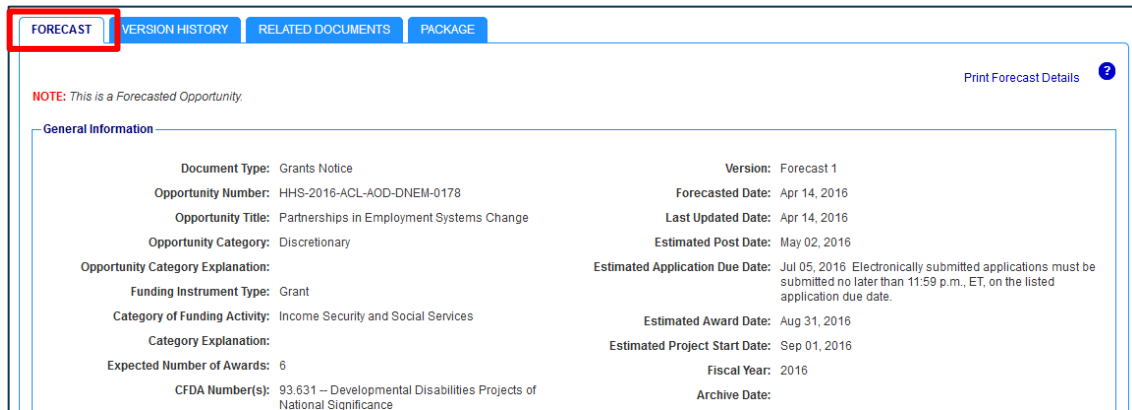 FORECAST VERSION HISTORY RELATED DOCUMENTS PACKAGE
Print Forecast Details ?
NOTE: This is a Forecasted Opportunity.
General Information
Document Type: Grants Notice
Opportunity Number: HHS-2016-ACL-AOD-DNEM-0178
Opportunity Title: Partnerships in Employment Systems Change
Opportunity Category: Discretionary
Opportunity Category Explanation:
Funding Instrument Type: Grant
Category of Funding Activity: Income Security and Social Services
Category Explanation:
Expected Number of Awards: 6
CFDA Number(s): 93.631 -- Developmental Disabilities Projects of
National Significance
Version: Forecast 1
Forecasted Date: Apr 14, 2016
Last Updated Date: Apr 14, 2016
Estimated Post Date: May 02, 2016
Estimated Application Due Date: Jul 05, 2016 Electronically submitted applications must be
submitted no later than 11:59 p.m., ET, on the listed
application due date.
Estimated Award Date: Aug 31, 2016
Estimated Project Start Date: Sep 01, 2016
Fiscal Year: 2016
Archive Date: